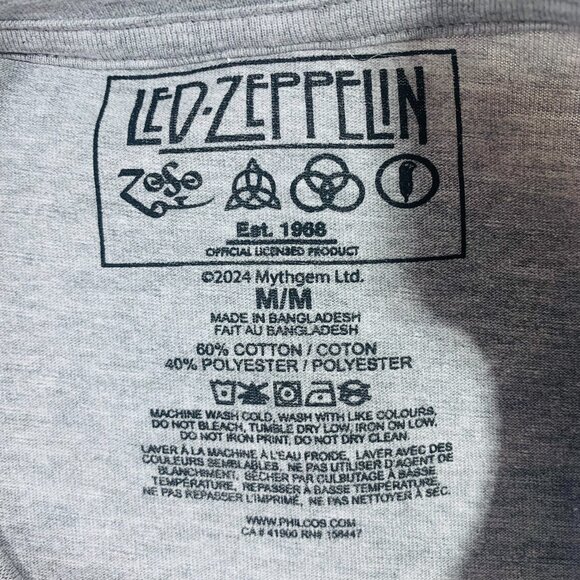 LED-ZEPPELIN
ZoSo
Est. 1968
OFFICIAL LICENSED PRODUCT
©2024 Mythgem Ltd.
M/M
MADE IN BANGLADESH
FAIT AU BANGLADESH
60% COTTON / COTON
40% POLYESTER / POLYESTER
MACHINE WASH COLD, WASH WITH LIKE COLOURS,
DO NOT BLEACH, TUMBLE DRY LOW, IRON ON LOW,
DO NOT IRON PRINT, DO NOT DRY CLEAN.
LAVER À LA MACHINE À L'EAU FROIDE, LAVER AVEC DES
COULEURS SEMBLABLES, NE PAS UTILISER D'AGENT DE
BLANCHIMENT, SÉCHER PAR CULBUTAGE À BASSE
TEMPÉRATURE, REPASSER À BASSE TEMPÉRATURE,
NE PAS REPASSER L'IMPRIMÉ, NE PAS NETTOYER À SEC.
WWW.PHILCOS.COM
CA# 41900 RN# 158447